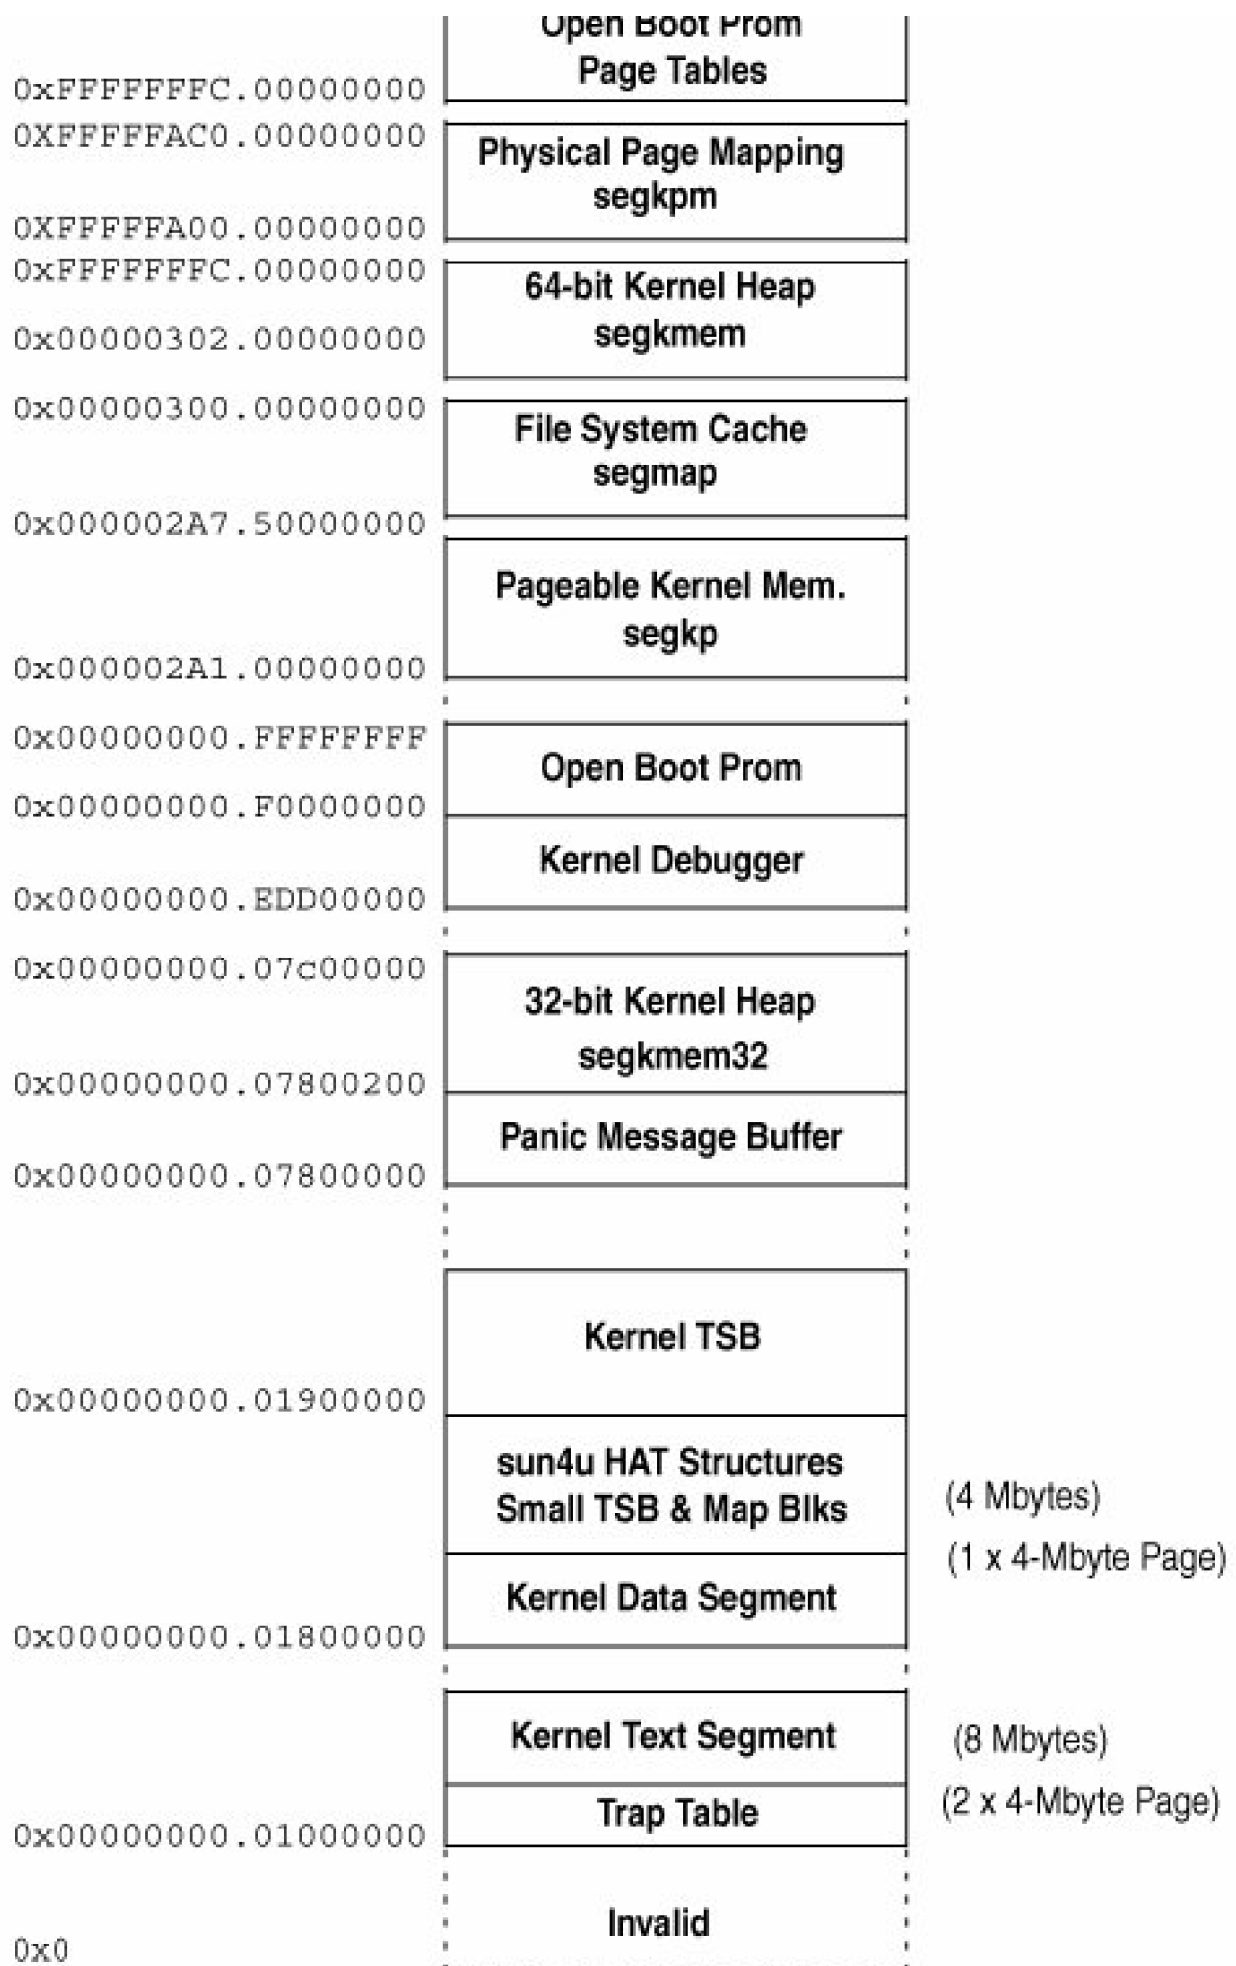 Open Boot Prom
Page Tables
0xFFFFFFFC.00000000
0XFFFFFAC0.00000000
Physical Page Mapping
segkpm
0XFFFFFA00.00000000
0xFFFFFFFC.00000000
64-bit Kernel Heap
segkmem
0x00000302.00000000
0x00000300.00000000
File System Cache
segmap
0x000002A7.50000000
Pageable Kernel Mem.
segkp
0x000002A1.00000000
0x00000000.FFFFFFFF
Open Boot Prom
0x00000000.F0000000
Kernel Debugger
0x00000000.EDD00000
0x00000000.07c00000
32-bit Kernel Heap
segkmem32
0x00000000.07800200
Panic Message Buffer
0x00000000.07800000
Kernel TSB
0x00000000.01900000
sun4u HAT Structures
Small TSB & Map Blks
(4 Mbytes)
(1 x 4-Mbyte Page)
Kernel Data Segment
0x00000000.01800000
Kernel Text Segment
(8 Mbytes)
(2 x 4-Mbyte Page)
Trap Table
0x00000000.01000000
Invalid
0x0